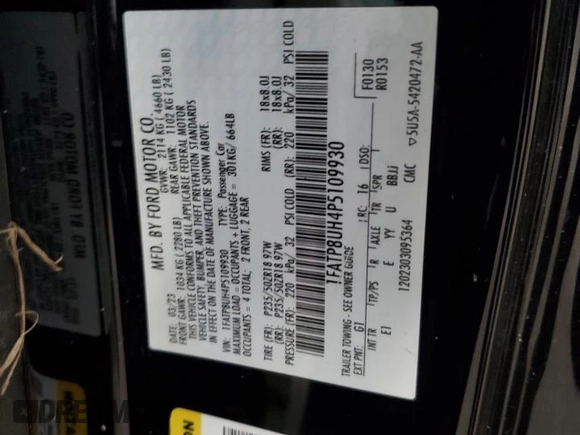 MFD. BY FORD MOTOR CO.
DATE: 03/23 GVWR: 2114 KG ( 4660 LB)
FRONT GAWR: 1034 KG ( 2280 LB) REAR GAWR: 1102 KG ( 2430 LB)
THIS VEHICLE CONFORMS TO ALL APPLICABLE FEDERAL MOTOR
VEHICLE SAFETY, BUMPER, AND THEFT PREVENTION STANDARDS
IN EFFECT ON THE DATE OF MANUFACTURE SHOWN ABOVE.
VIN: 1FATP8UH4P5109930 TYPE: Passenger Car
MAXIMUM LOAD = OCCUPANTS + LUGGAGE = 301KG/ 664LB
OCCUPANTS = 4 TOTAL: 2 FRONT, 2 REAR
TIRE (FR): P235/50ZR18 97W RIMS (FR): 18x8.0J
(RR): P235/50ZR18 97W (RR): 18x8.0J
PRESSURE (FR): 220 kPa/ 32 PSI COLD (RR): 220 kPa/ 32 PSI COLD
1FATP8UH4P5109930
TRAILER TOWING - SEE OWNER GUIDE F0130
EXT PNT: G1 RC: 16 DSO: R0153
INT TR TP/PS R AXLE TR SPR
E1 E YY U BBJJ
1202303095364 CMC ▽5U5A-5420472-AA